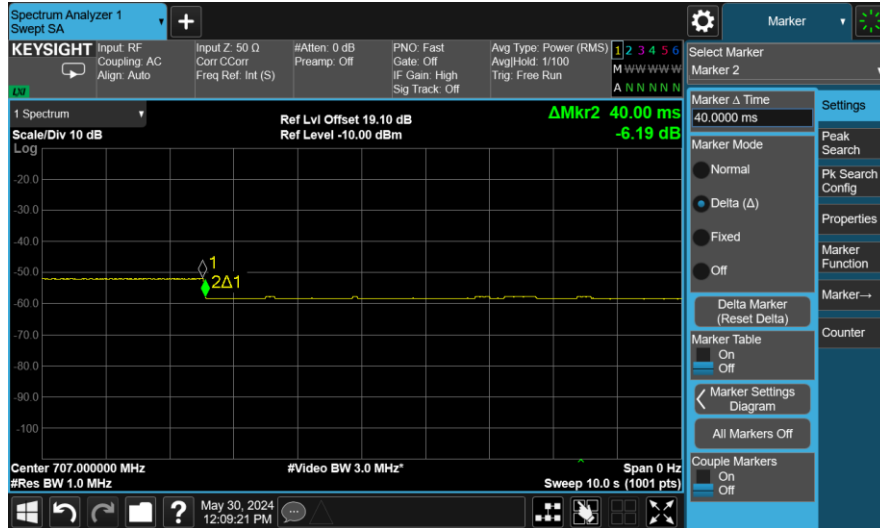 Spectrum Analyzer 1
Swept SA
Marker
KEYSIGHT
LXI
Input: RF
Coupling: AC
Align: Auto
Input Z: 50 Ω
Corr CCorr
Freq Ref: Int (S)
#Atten: 0 dB
Preamp: Off
PNO: Fast
Gate: Off
IF Gain: High
Sig Track: Off
Avg Type: Power (RMS)
Avg|Hold: 1/100
Trig: Free Run
1 2 3 4 5 6
M W W W W W
A N N N N N
Select Marker
Marker 2
1 Spectrum
Scale/Div 10 dB
Ref Lvl Offset 19.10 dB
Ref Level -10.00 dBm
ΔMkr2 40.00 ms
-6.19 dB
Log
-20.0
-30.0
-40.0
-50.0
-60.0
-70.0
-80.0
-90.0
-100
1
2Δ1
Center 707.000000 MHz
#Res BW 1.0 MHz
#Video BW 3.0 MHz*
Span 0 Hz
Sweep 10.0 s (1001 pts)
Marker Δ Time
40.0000 ms
Marker Mode
Normal
Delta (Δ)
Fixed
Off
Delta Marker
(Reset Delta)
Marker Table
On
Off
Marker Settings
Diagram
All Markers Off
Couple Markers
On
Off
Settings
Peak
Search
Pk Search
Config
Properties
Marker
Function
Marker→
Counter
?
May 30, 2024
12:09:21 PM